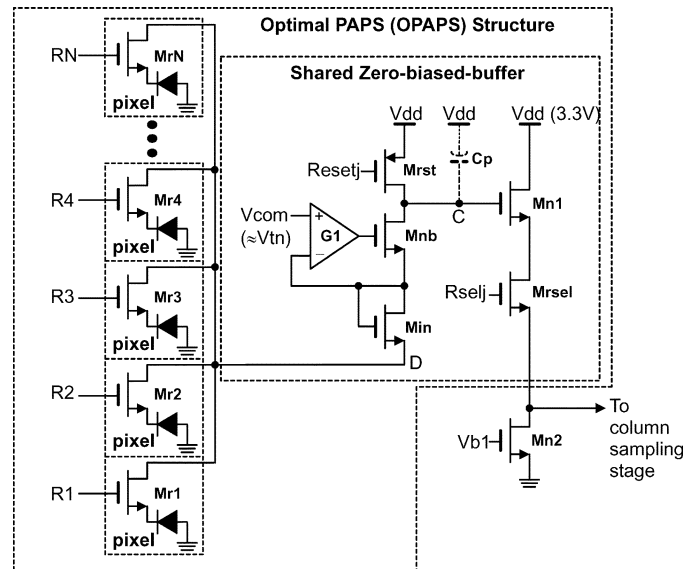 Optimal PAPS (OPAPS) Structure
Shared Zero-biased-buffer
RN
MrN
pixel
R4
Mr4
pixel
R3
Mr3
pixel
R2
Mr2
pixel
R1
Mr1
pixel
Vdd
Vdd
Vdd (3.3V)
Resetj
Mrst
Cp
C
Mn1
Vcom
(≈Vtn)
+
G1
−
Mnb
Rselj
Mrsel
Min
D
Vb1
Mn2
To
column
sampling
stage